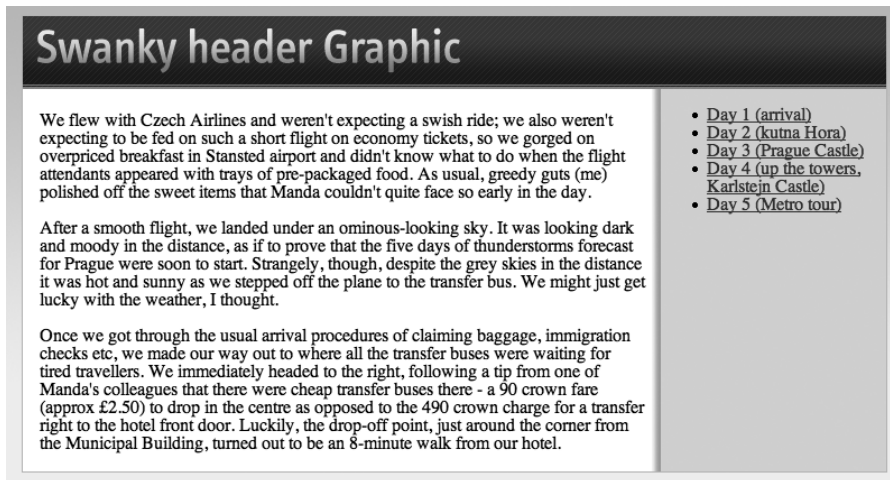 Swanky header Graphic
We flew with Czech Airlines and weren't expecting a swish ride; we also weren't
expecting to be fed on such a short flight on economy tickets, so we gorged on
overpriced breakfast in Stansted airport and didn't know what to do when the flight
attendants appeared with trays of pre-packaged food. As usual, greedy guts (me)
polished off the sweet items that Manda couldn't quite face so early in the day.
After a smooth flight, we landed under an ominous-looking sky. It was looking dark
and moody in the distance, as if to prove that the five days of thunderstorms forecast
for Prague were soon to start. Strangely, though, despite the grey skies in the distance
it was hot and sunny as we stepped off the plane to the transfer bus. We might just get
lucky with the weather, I thought.
Once we got through the usual arrival procedures of claiming baggage, immigration
checks etc, we made our way out to where all the transfer buses were waiting for
tired travellers. We immediately headed to the right, following a tip from one of
Manda's colleagues that there were cheap transfer buses there - a 90 crown fare
(approx £2.50) to drop in the centre as opposed to the 490 crown charge for a transfer
right to the hotel front door. Luckily, the drop-off point, just around the corner from
the Municipal Building, turned out to be an 8-minute walk from our hotel.
• Day 1 (arrival)
• Day 2 (kutna Hora)
• Day 3 (Prague Castle)
• Day 4 (up the towers,
Karlstejn Castle)
• Day 5 (Metro tour)